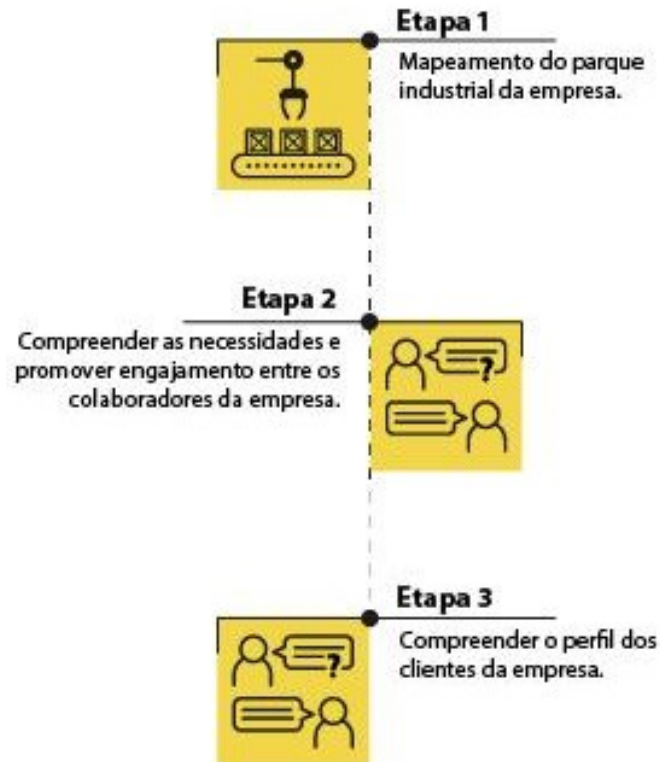 Etapa 1
Mapeamento do parque
industrial da empresa.
Etapa 2
Compreender as necessidades e
promover engajamento entre os
colaboradores da empresa.
?
Etapa 3
Compreender o perfil dos
clientes da empresa.
?